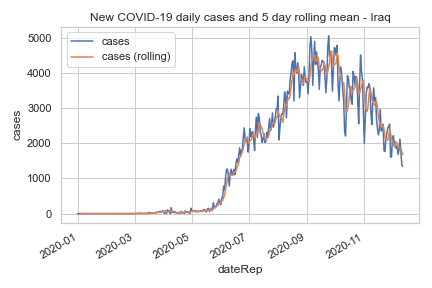 New COVID-19 daily cases and 5 day rolling mean - Iraq
cases
cases (rolling)
5000
4000
3000
2000
1000
0
cases
2020-01
2020-03
2020-05
2020-07
2020-09
2020-11
dateRep